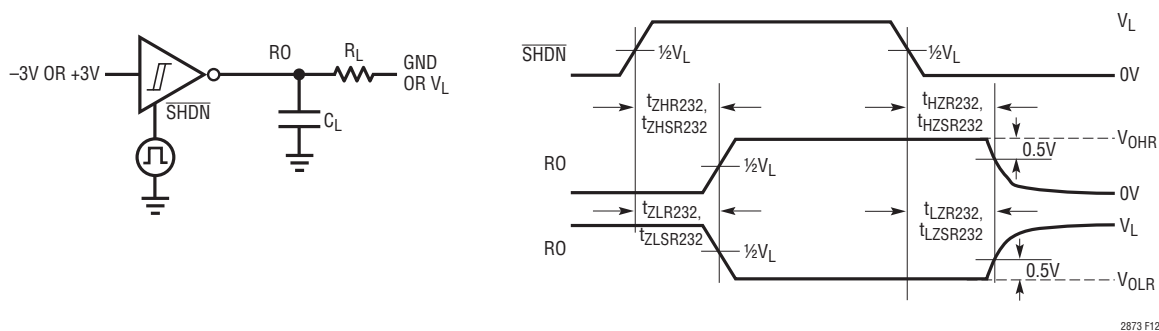 –3V OR +3V
RO
R_L
GND
OR V_L
S̅H̅D̅N̅
C_L
S̅H̅D̅N̅
½V_L
½V_L
V_L
0V
t_ZHR232,
t_ZHSR232
t_HZR232,
t_HZSR232
RO
½V_L
0.5V
V_OHR
0V
t_ZLR232,
t_ZLSR232
t_LZR232,
t_LZSR232
RO
½V_L
0.5V
V_L
V_OLR
2873 F12